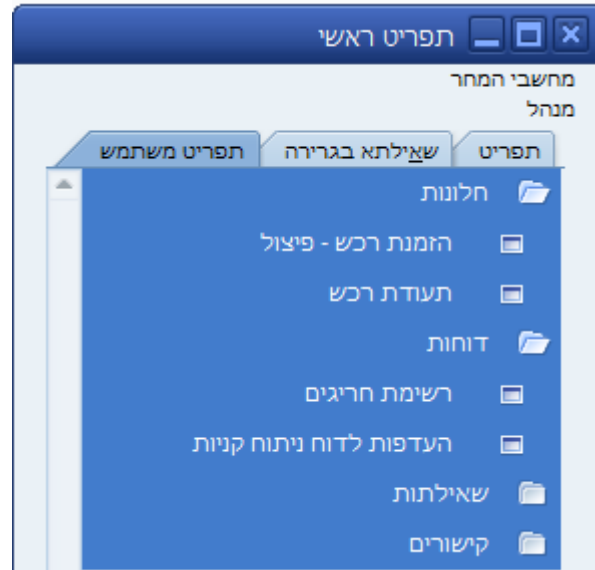 תפריט ראשי
מחשבי המחר
מנהל
תפריט שאילתא בגרירה תפריט משתמש
חלונות
הזמנת רכש - פיצול
תעודת רכש
דוחות
רשימת חריגים
העדפות לדוח ניתוח קניות
שאילתות
קישורים